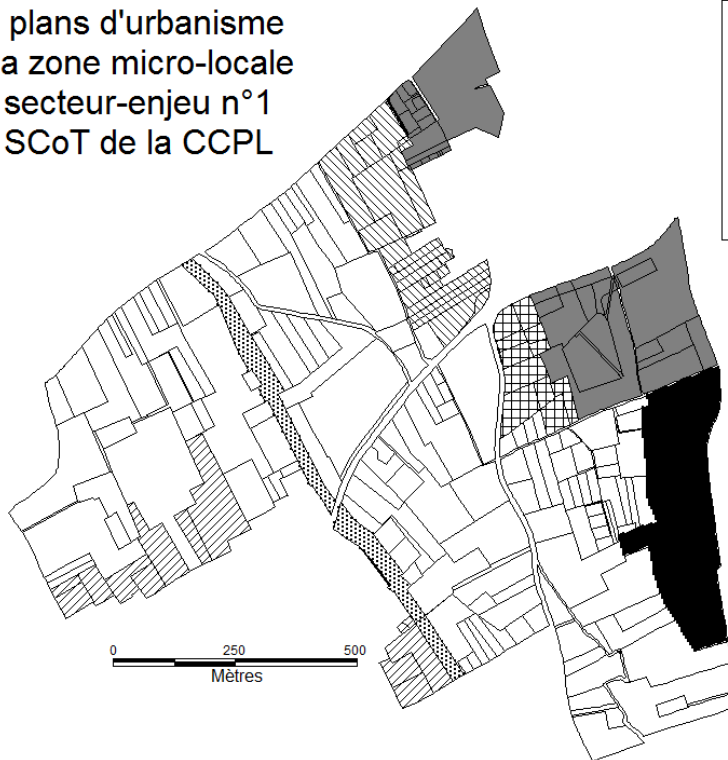 plans d'urbanisme
a zone micro-locale
secteur-enjeu n°1
SCoT de la CCPL
0 250 500
Mètres